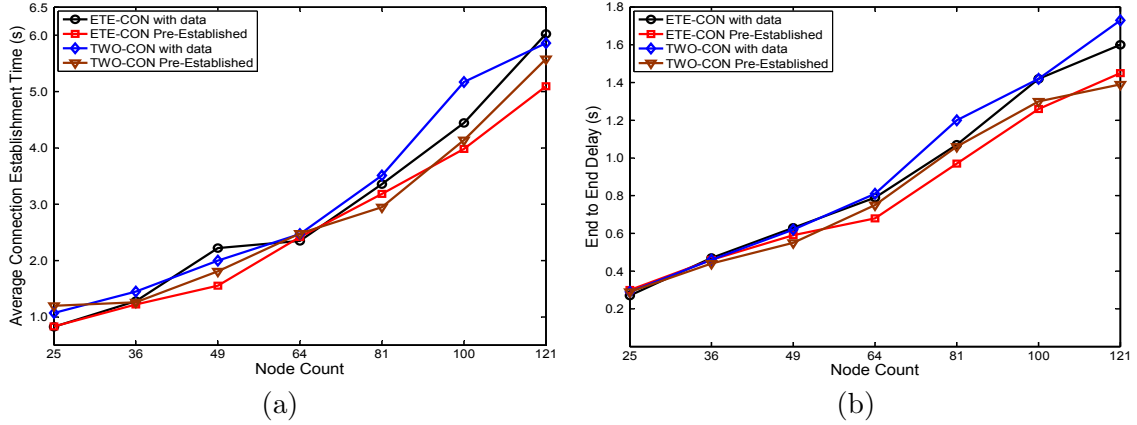 6.5
6.0
5.0
4.0
3.0
2.0
1.0
Average Connection Establishment Time (s)
ETE-CON with data
ETE-CON Pre-Established
TWO-CON with data
TWO-CON Pre-Established
25 36 49 64 81 100 121
Node Count
(a)
1.8
1.6
1.4
1.2
1.0
0.8
0.6
0.4
0.2
End to End Delay (s)
ETE-CON with data
ETE-CON Pre-Established
TWO-CON with data
TWO-CON Pre-Established
25 36 49 64 81 100 121
Node Count
(b)